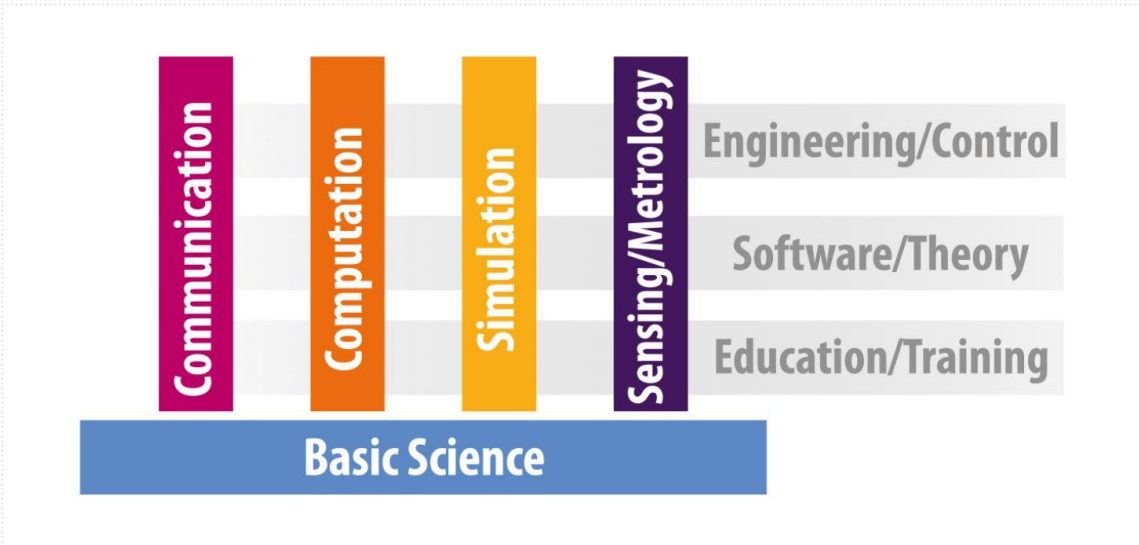 Communication
Computation
Simulation
Sensing/Metrology
Engineering/Control
Software/Theory
Education/Training
Basic Science